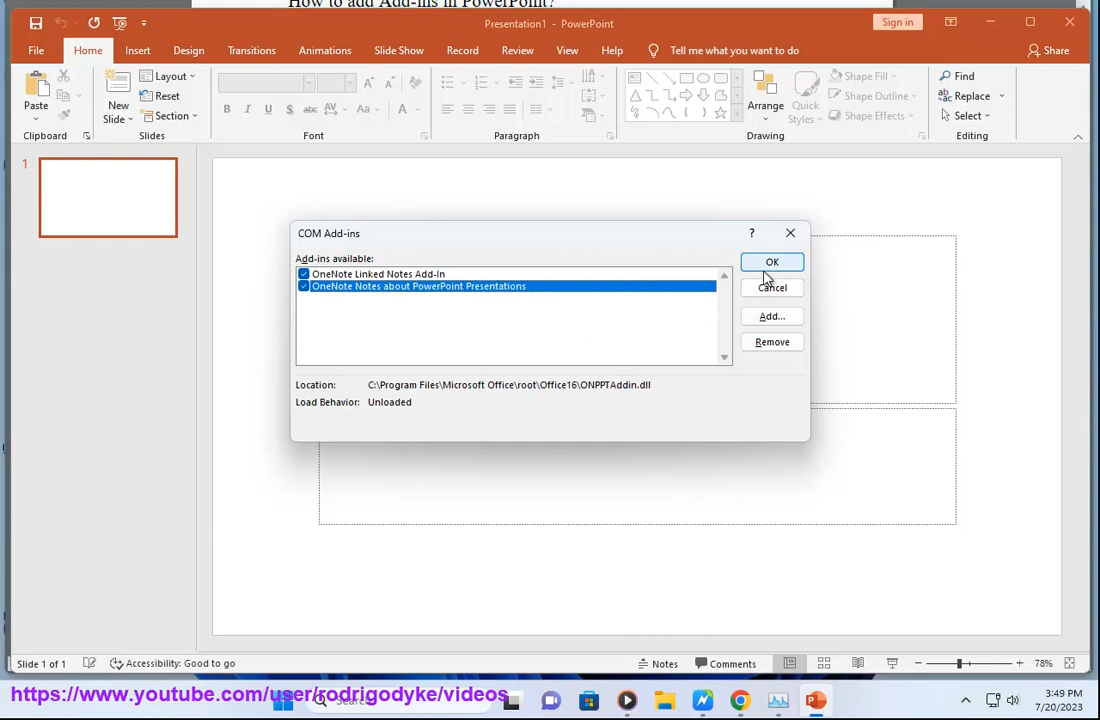 How to add Add-ins in PowerPoint?
Presentation1 - PowerPoint
Sign in
File Home Insert Design Transitions Animations Slide Show Record Review View Help Tell me what you want to do Share
Paste
New Slide
Layout
Reset
Section
B I U S abc AV Aa A
Arrange
Quick Styles
Shape Fill
Shape Outline
Shape Effects
Find
Replace
Select
Clipboard Slides Font Paragraph Drawing Editing
1
COM Add-ins ?
Add-ins available:
OneNote Linked Notes Add-In
OneNote Notes about PowerPoint Presentations
OK
Cancel
Add...
Remove
Location: C:\Program Files\Microsoft Office\root\Office16\ONPPTAddin.dll
Load Behavior: Unloaded
Slide 1 of 1 Accessibility: Good to go Notes Comments 78%
https://www.youtube.com/user/rodrigodyke/videos
Search
3:49 PM
7/20/2023